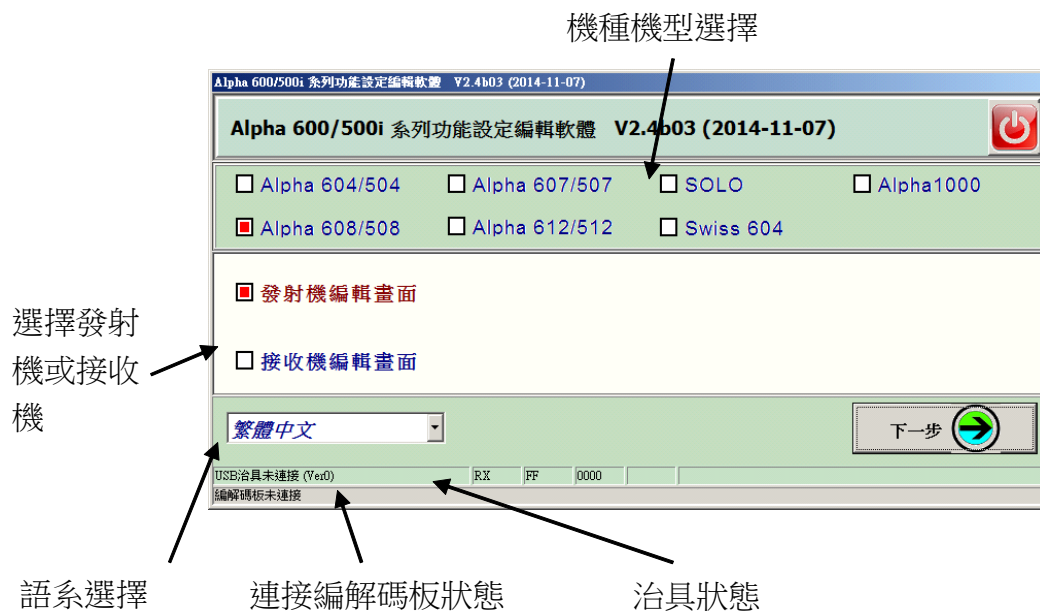 機種機型選擇
Alpha 600/500i 系列功能設定編輯軟體 V2.4b03 (2014-11-07)
Alpha 600/500i 系列功能設定編輯軟體 V2.4b03 (2014-11-07)
Alpha 604/504 Alpha 607/507 SOLO Alpha1000
Alpha 608/508 Alpha 612/512 Swiss 604
發射機編輯畫面
選擇發射
機或接收
機
接收機編輯畫面
繁體中文 下一步
USB治具未連接 (Ver0) RX FF 0000
編解碼板未連接
語系選擇 連接編解碼板狀態 治具狀態